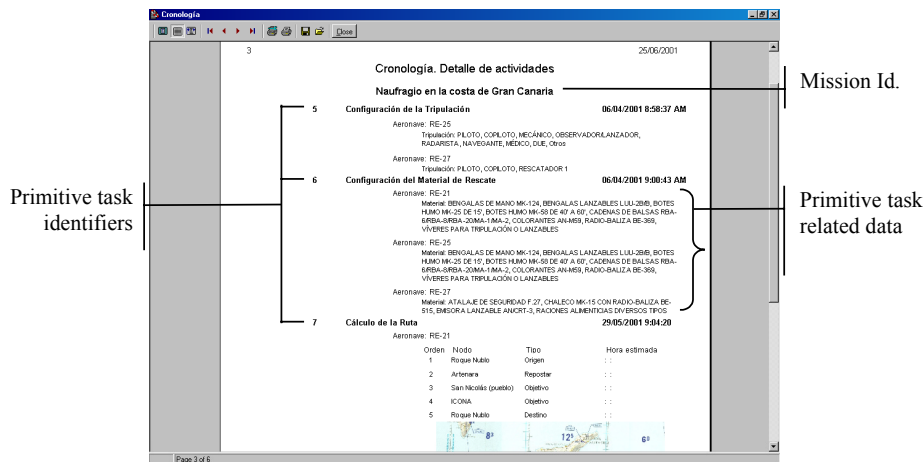 Cronología
Close
3 25/06/2001
Cronología. Detalle de actividades
Naufragio en la costa de Gran Canaria
Mission Id.
5 Configuración de la Tripulación 06/04/2001 8:58:37 AM
Aeronave: RE-25
Tripulación: PILOTO, COPILOTO, MECÁNICO, OBSERVADOR/LANZADOR,
RADARISTA, NAVEGANTE, MÉDICO, DUE, Otros
Aeronave: RE-27
Tripulación: PILOTO, COPILOTO, RESCATADOR 1
6 Configuración del Material de Rescate 06/04/2001 9:00:43 AM
Primitive task
identifiers
Aeronave: RE-21
Material: BENGALAS DE MANO MK-124, BENGALAS LANZABLES LUU-2B/B, BOTES
HUMO MK-25 DE 15', BOTES HUMO MK-58 DE 40' A 60', CADENAS DE BALSAS RBA-
6/RBA-8/RBA-20/MA-1/MA-2, COLORANTES AN-M59, RADIO-BALIZA BE-369,
VÍVERES PARA TRIPULACIÓN O LANZABLES
Primitive task
related data
Aeronave: RE-25
Material: BENGALAS DE MANO MK-124, BENGALAS LANZABLES LUU-2B/B, BOTES
HUMO MK-25 DE 15', BOTES HUMO MK-58 DE 40' A 60', CADENAS DE BALSAS RBA-
6/RBA-8/RBA-20/MA-1/MA-2, COLORANTES AN-M59, RADIO-BALIZA BE-369,
VÍVERES PARA TRIPULACIÓN O LANZABLES
Aeronave: RE-27
Material: ATALAJE DE SEGURIDAD F.27, CHALECO MK-15 CON RADIO-BALIZA BE-
515, EMISORA LANZABLE AN/CRT-3, RACIONES ALIMENTICIAS DIVERSOS TIPOS
7 Cálculo de la Ruta 29/05/2001 9:04:20
Aeronave: RE-21
Orden Nodo Tipo Hora estimada
1 Roque Nublo Origen : :
2 Artenara Repostar : :
3 San Nicolás (pueblo) Objetivo : :
4 ICONA Objetivo : :
5 Roque Nublo Destino : :
Page 3 of 6